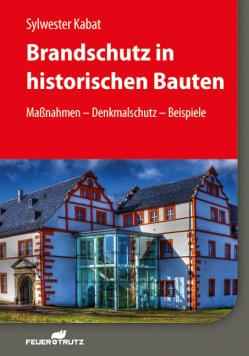 Sylwester Kabat
Brandschutz in
historischen Bauten
Maßnahmen – Denkmalschutz – Beispiele
FEUERTRUTZ